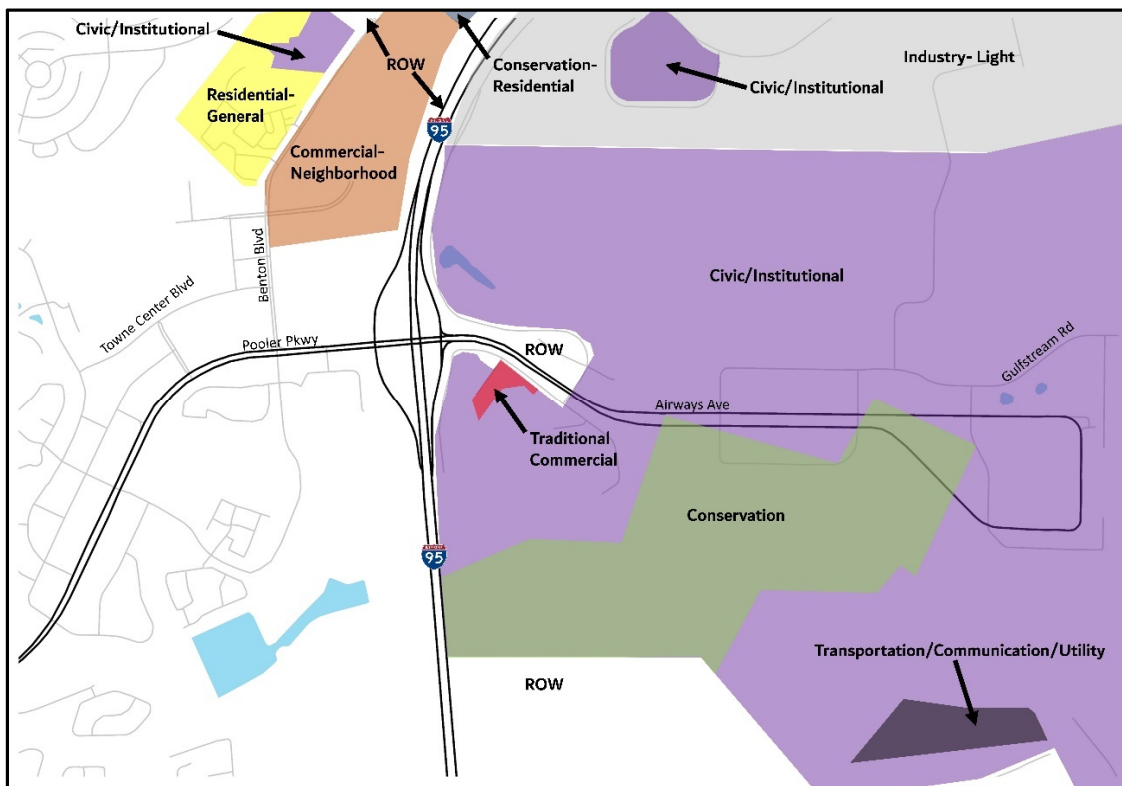 Civic/Institutional
ROW
Conservation-
Residential
Industry- Light
Civic/Institutional
Residential-
General
95
Commercial-
Neighborhood
Civic/Institutional
Benton Blvd
Towne Center Blvd
Pooler Pkwy
ROW
Gulfstream Rd
Airways Ave
Traditional
Commercial
Conservation
95
Transportation/Communication/Utility
ROW